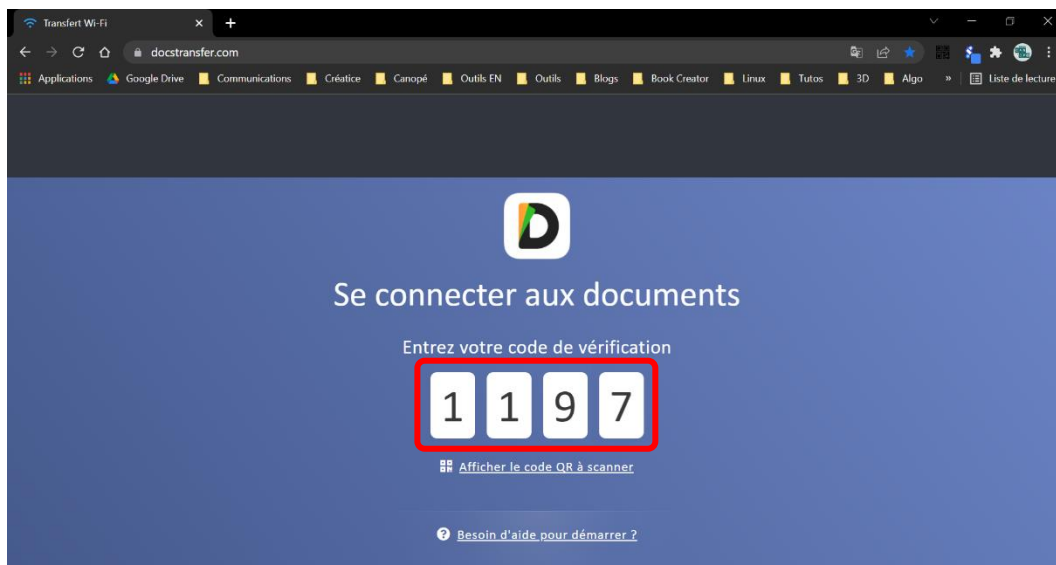 Transfert Wi-Fi
docstransfer.com
Applications Google Drive Communications Créatice Canopé Outils EN Outils Blogs Book Creator Linux Tutos 3D Algo » Liste de lecture
D
Se connecter aux documents
Entrez votre code de vérification
1 1 9 7
Afficher le code QR à scanner
Besoin d'aide pour démarrer ?